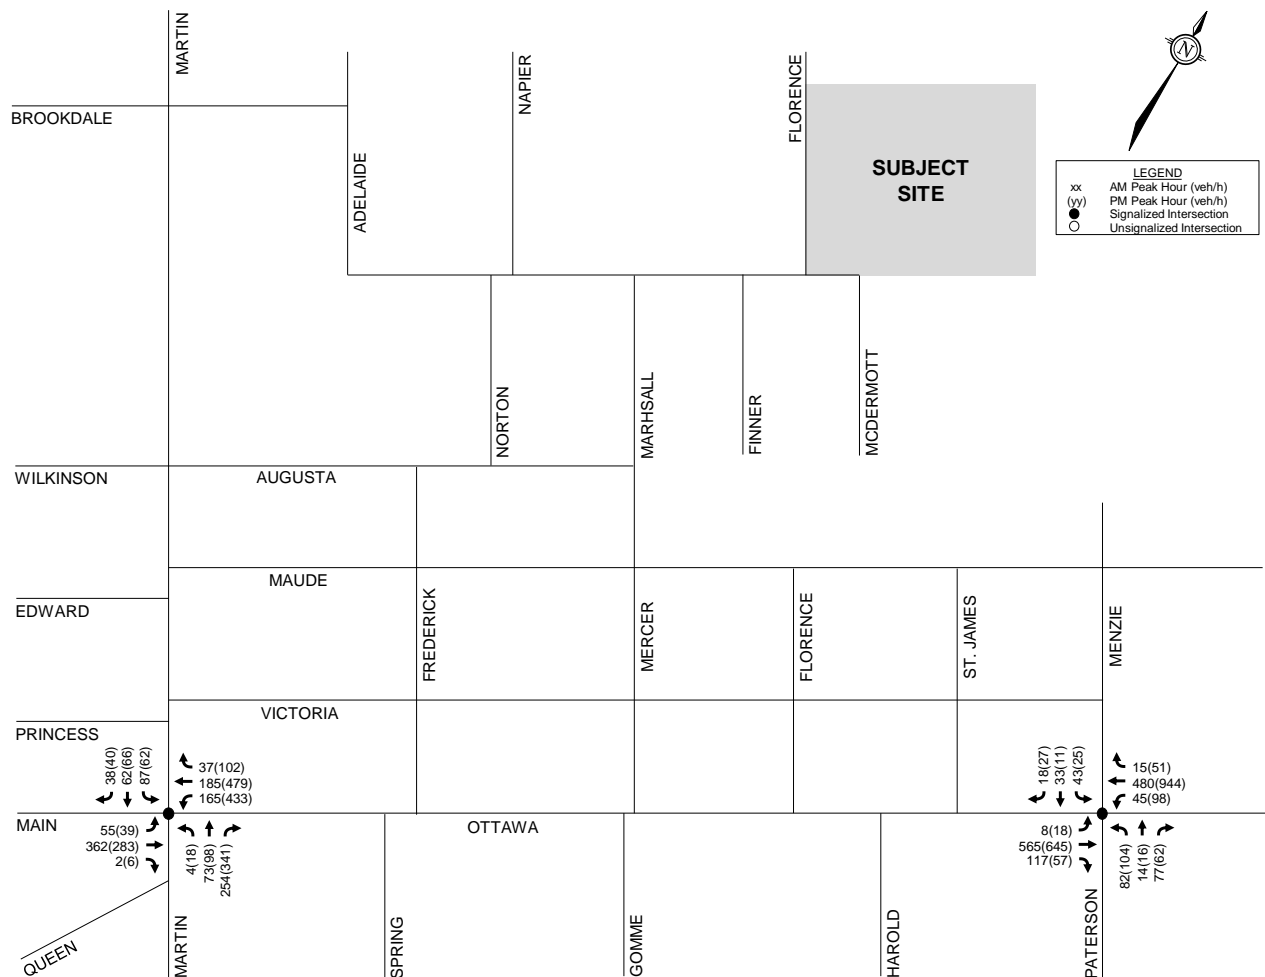 MARTIN
N
BROOKDALE
ADELAIDE
NAPIER
FLORENCE
SUBJECT
SITE
LEGEND
xx AM Peak Hour (veh/h)
(yy) PM Peak Hour (veh/h)
Signalized Intersection
Unsignalized Intersection
NORTON
MARHSALL
FINNER
MCDERMOTT
WILKINSON
AUGUSTA
MAUDE
EDWARD
FREDERICK
MERCER
FLORENCE
ST. JAMES
MENZIE
VICTORIA
PRINCESS
38(40)
62(66)
87(62)
37(102)
185(479)
165(433)
18(27)
33(11)
43(25)
15(51)
480(944)
45(98)
MAIN
OTTAWA
55(39)
362(283)
2(6)
4(18)
73(98)
254(341)
8(18)
565(645)
117(57)
82(104)
14(16)
77(62)
QUEEN
MARTIN
SPRING
GOMME
HAROLD
PATERSON